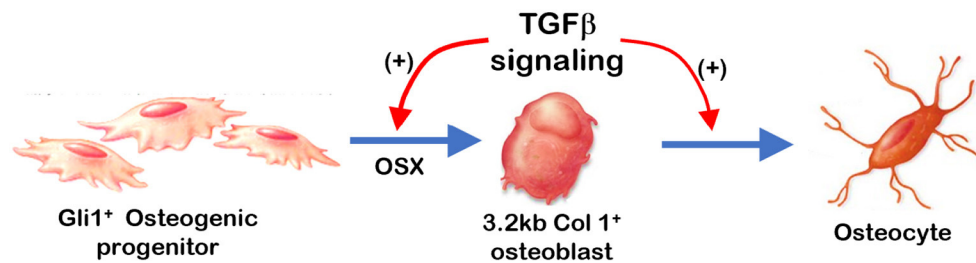 TGFβ
signaling
(+)
(+)
OSX
Gli1⁺ Osteogenic
progenitor
3.2kb Col 1⁺
osteoblast
Osteocyte